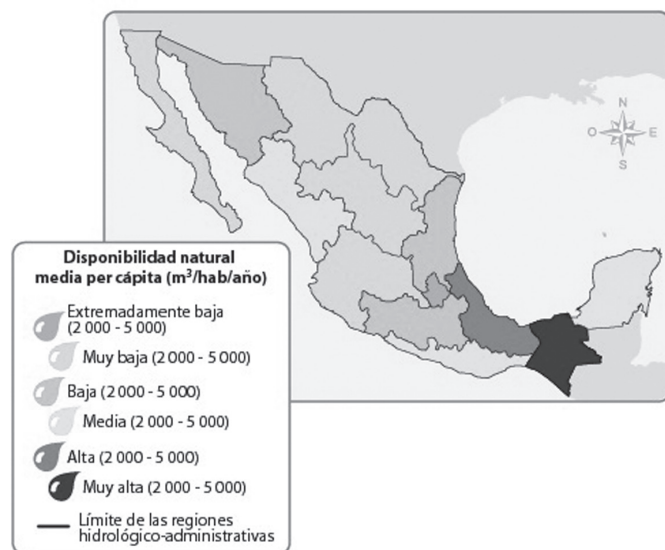 N
O
E
S
Disponibilidad natural
media per cápita (m³/hab/año)
Extremadamente baja
(2 000 - 5 000)
Muy baja (2 000 - 5 000)
Baja (2 000 - 5 000)
Media (2 000 - 5 000)
Alta (2 000 - 5 000)
Muy alta (2 000 - 5 000)
Límite de las regiones
hidrológico-administrativas